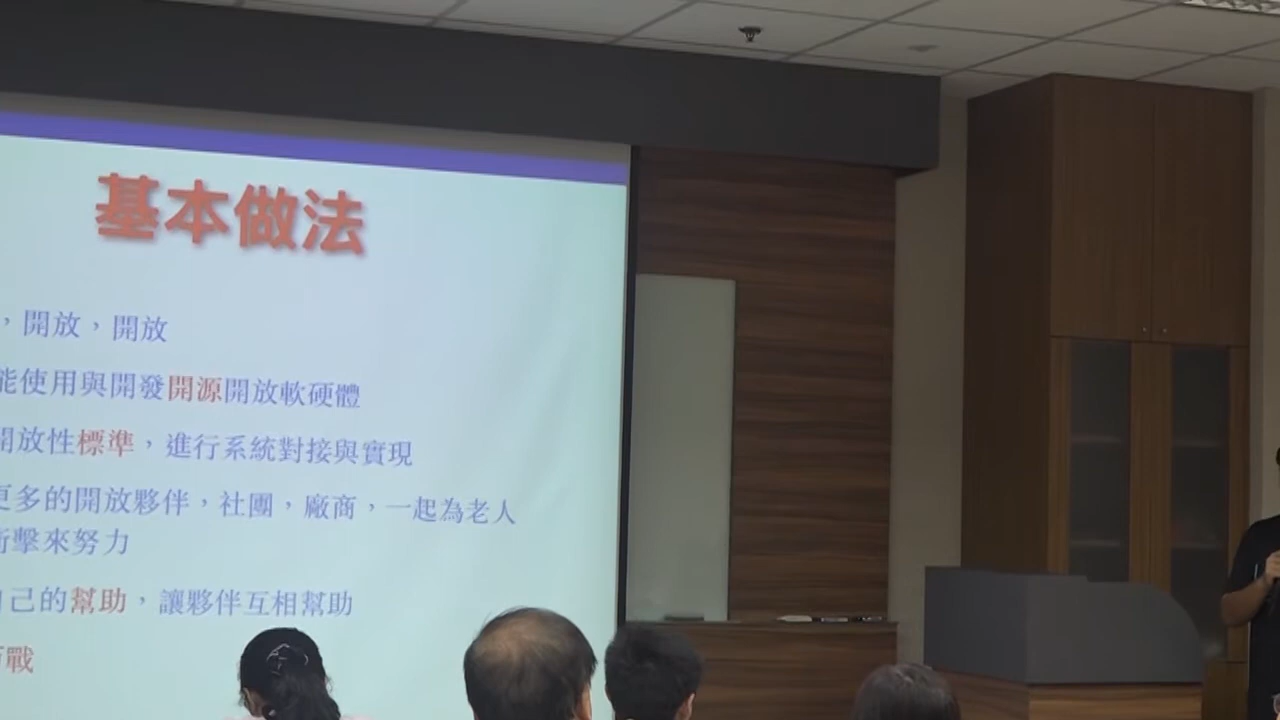 基本做法
，開放，開放
能使用與開發開源開放軟硬體
開放性標準，進行系統對接與實現
更多的開放夥伴，社團，廠商，一起為老人
衝擊來努力
自己的幫助，讓夥伴互相幫助
戰